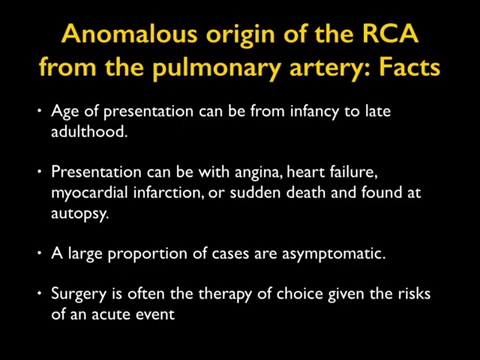 Anomalous origin of the RCA
from the pulmonary artery: Facts
• Age of presentation can be from infancy to late
adulthood.
• Presentation can be with angina, heart failure,
myocardial infarction, or sudden death and found at
autopsy.
• A large proportion of cases are asymptomatic.
• Surgery is often the therapy of choice given the risks
of an acute event